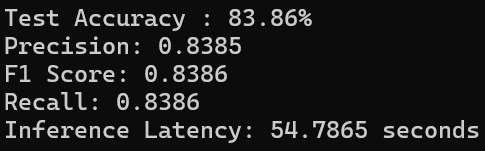 Test Accuracy : 83.86%
Precision: 0.8385
F1 Score: 0.8386
Recall: 0.8386
Inference Latency: 54.7865 seconds